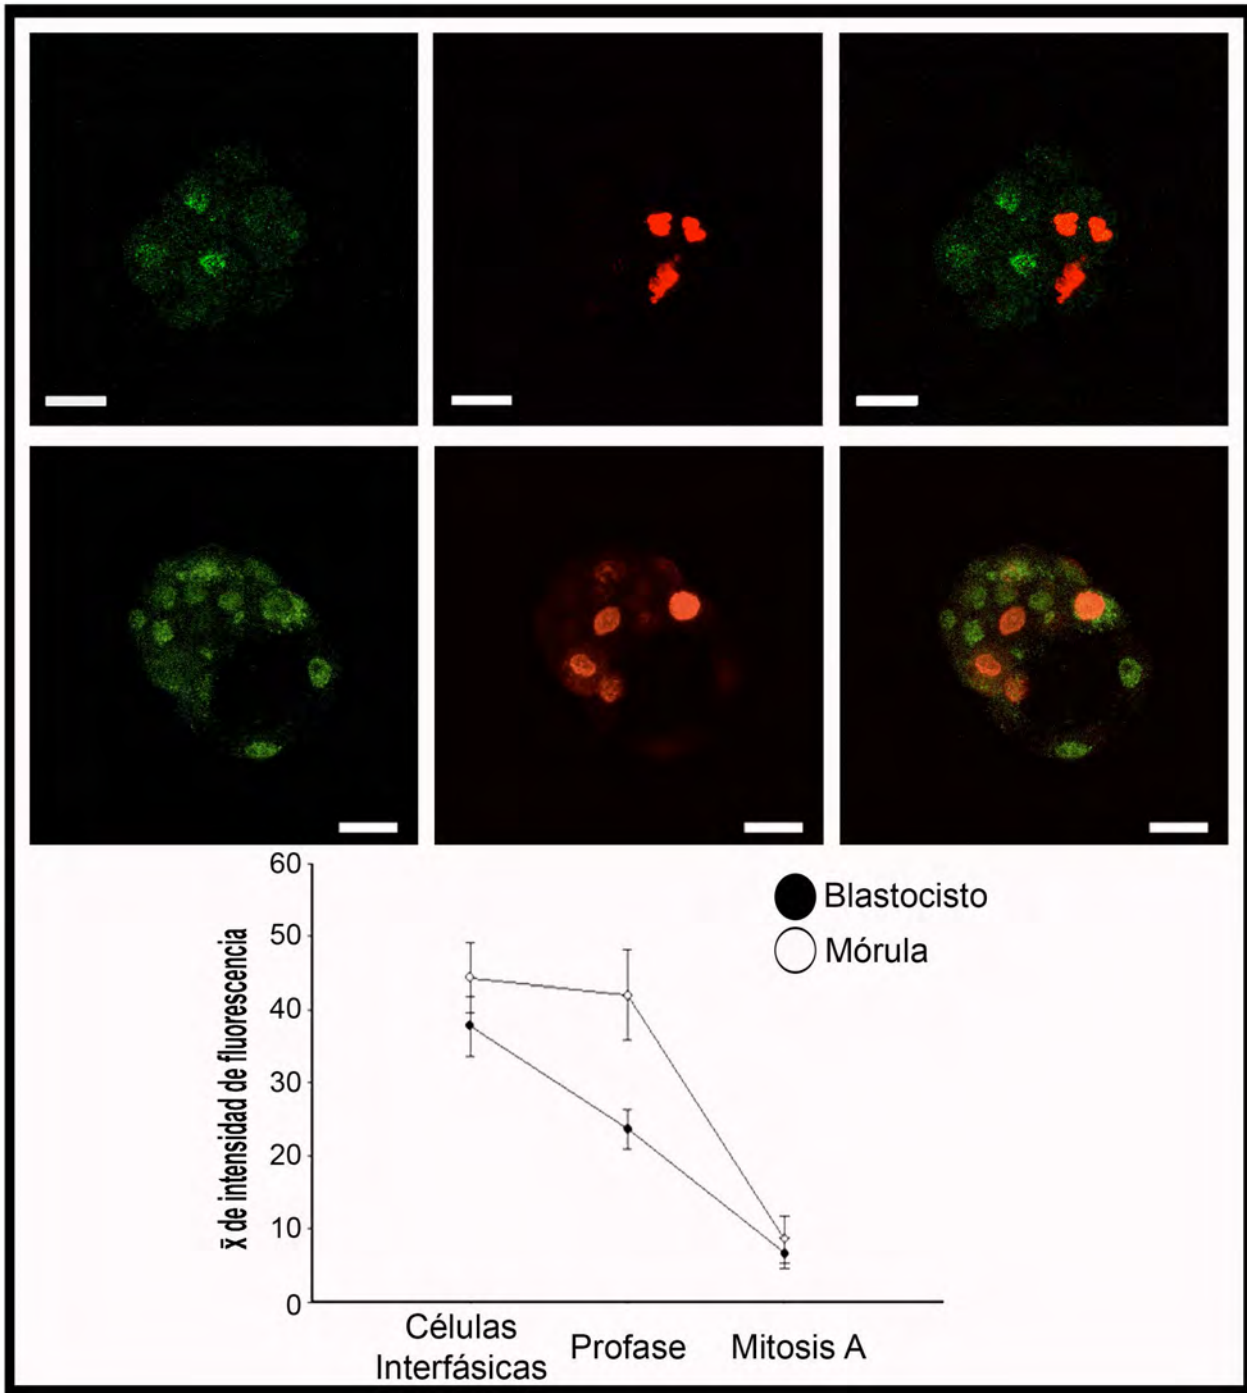 60
50
40
30
20
10
0
x̄ de intensidad de fluorescencia
Blastocisto
Mórula
Células
Interfásicas
Profase
Mitosis A